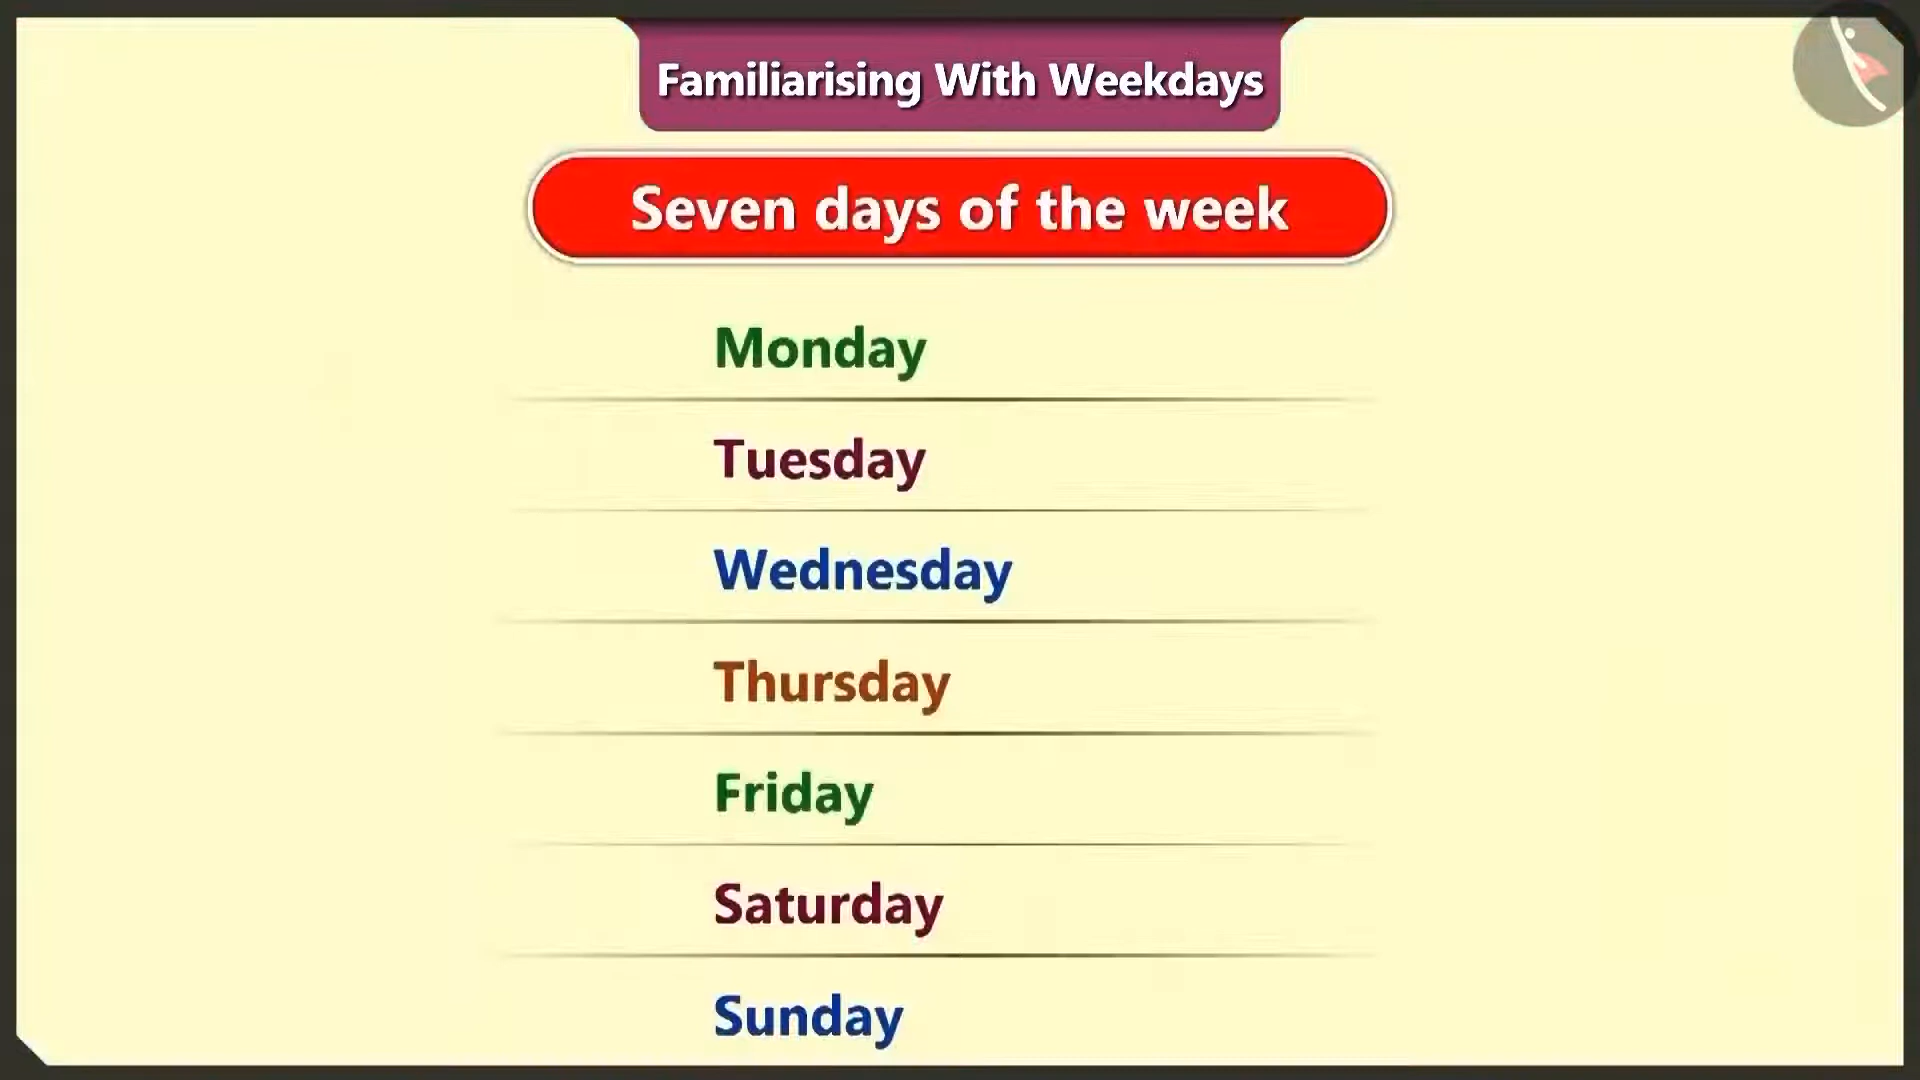 Familiarising With Weekdays
Seven days of the week
Monday
Tuesday
Wednesday
Thursday
Friday
Saturday
Sunday